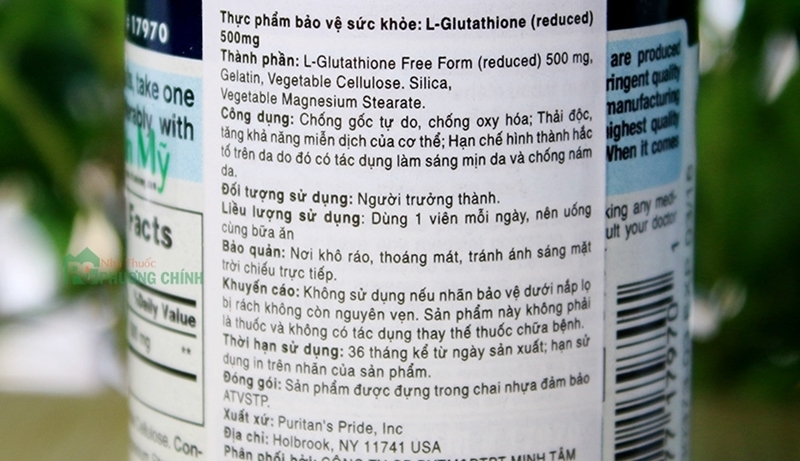 #17970
take one
with
Mỹ
Facts
%Daily Value
mg
**
Cellulose. Con-
Nhà Thuốc
PHƯƠNG CHÍNH
Thực phẩm bảo vệ sức khỏe: L-Glutathione (reduced)
500mg
Thành phần: L-Glutathione Free Form (reduced) 500 mg,
Gelatin, Vegetable Cellulose. Silica,
Vegetable Magnesium Stearate.
Công dụng: Chống gốc tự do, chống oxy hóa; Thải độc,
tăng khả năng miễn dịch của cơ thể; Hạn chế hình thành hắc
tố trên da do đó có tác dụng làm sáng mịn da và chống nám
da.
Đối tượng sử dụng: Người trưởng thành.
Liều lượng sử dụng: Dùng 1 viên mỗi ngày, nên uống
cùng bữa ăn
Bảo quản: Nơi khô ráo, thoáng mát, tránh ánh sáng mặt
trời chiếu trực tiếp.
Khuyến cáo: Không sử dụng nếu nhãn bảo vệ dưới nắp lọ
bị rách không còn nguyên vẹn. Sản phẩm này không phải
là thuốc và không có tác dụng thay thế thuốc chữa bệnh.
Thời hạn sử dụng: 36 tháng kể từ ngày sản xuất; hạn sử
dụng in trên nhãn của sản phẩm.
Đóng gói: Sản phẩm được đựng trong chai nhựa đảm bảo
ATVSTP.
Xuất xứ: Puritan's Pride, Inc
Địa chỉ: Holbrook, NY 11741 USA
Phân phối bởi: CÔNG TY MINH TÂM
are produced
ringent quality
manufacturing
ighest quality
When it comes
king any med-
ult your doctor
03/16
17970